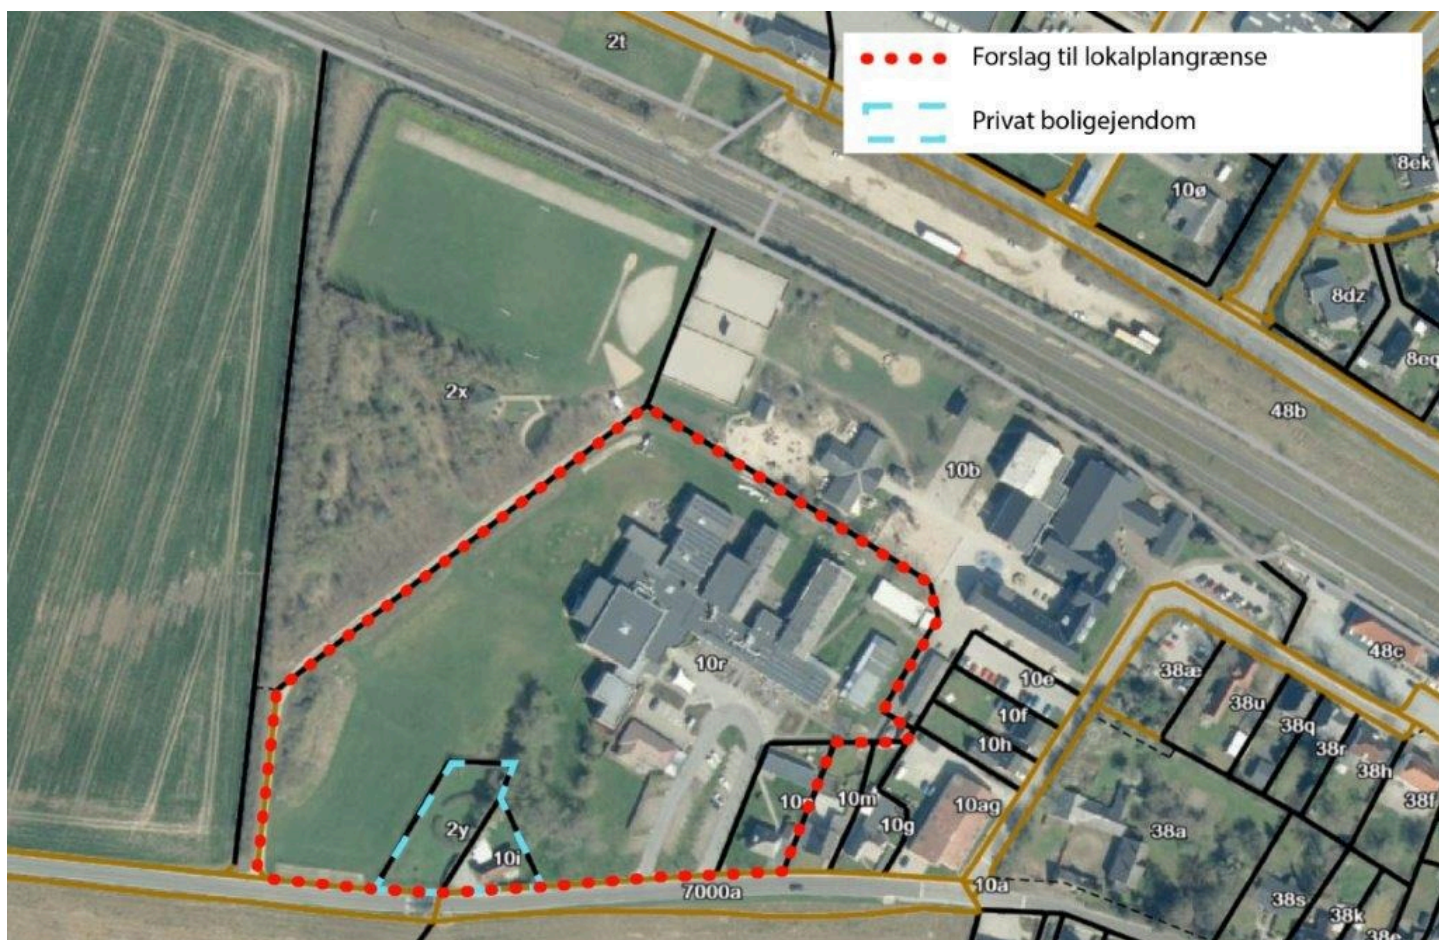 2t
Forslag til lokalplangrænse
Privat boligejendom
8ek
10ø
8dz
8eq
2x
48b
10b
10r
10e
38æ
48c
38u
10f
38q
10h
38r
38h
10m
10ag
38f
2y
10g
38a
10i
7000a
10a
38s
38k
38e